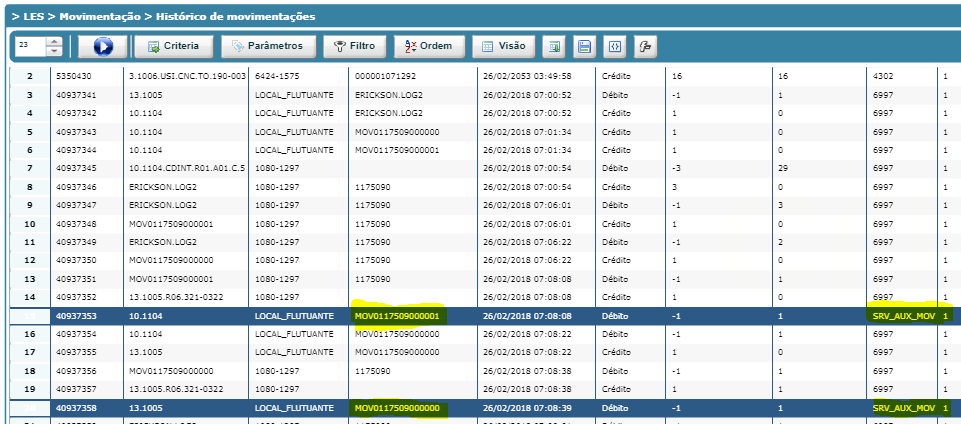 > LES > Movimentação > Histórico de movimentações
23 Criteria Parâmetros Filtro Ordem Visão
2 5350430 3.1006.USI.CNC.TO.190-003 6424-1575 000001071292 26/02/2053 03:49:58 Crédito 16 16 4302 1
3 40937341 13.1005 LOCAL_FLUTUANTE ERICKSON.LOG2 26/02/2018 07:00:52 Débito -1 1 6997 1
4 40937342 10.1104 LOCAL_FLUTUANTE ERICKSON.LOG2 26/02/2018 07:00:52 Crédito 1 0 6997 1
5 40937343 10.1104 LOCAL_FLUTUANTE MOV0117509000000 26/02/2018 07:01:34 Crédito 1 0 6997 1
6 40937344 10.1104 LOCAL_FLUTUANTE MOV0117509000001 26/02/2018 07:01:34 Crédito 1 0 6997 1
7 40937345 10.1104.CDINT.R01.A01.C.5 1080-1297 26/02/2018 07:00:54 Débito -3 29 6997 1
8 40937346 ERICKSON.LOG2 1080-1297 1175090 26/02/2018 07:00:54 Crédito 3 0 6997 1
9 40937347 ERICKSON.LOG2 1080-1297 1175090 26/02/2018 07:06:01 Débito -1 3 6997 1
10 40937348 MOV0117509000001 1080-1297 1175090 26/02/2018 07:06:01 Crédito 1 0 6997 1
11 40937349 ERICKSON.LOG2 1080-1297 1175090 26/02/2018 07:06:22 Débito -1 2 6997 1
12 40937350 MOV0117509000000 1080-1297 1175090 26/02/2018 07:06:22 Crédito 1 0 6997 1
13 40937351 MOV0117509000001 1080-1297 1175090 26/02/2018 07:08:08 Débito -1 1 6997 1
14 40937352 13.1005.R06.321-0322 1080-1297 26/02/2018 07:08:08 Crédito 1 0 6997 1
40937353 10.1104 LOCAL_FLUTUANTE MOV0117509000001 26/02/2018 07:08:08 Débito -1 1 SRV_AUX_MOV 1
16 40937354 10.1104 LOCAL_FLUTUANTE MOV0117509000000 26/02/2018 07:08:22 Débito -1 1 6997 1
17 40937355 13.1005 LOCAL_FLUTUANTE MOV0117509000000 26/02/2018 07:08:22 Crédito 1 0 6997 1
18 40937356 MOV0117509000000 1080-1297 1175090 26/02/2018 07:08:38 Débito -1 1 6997 1
19 40937357 13.1005.R06.321-0322 1080-1297 26/02/2018 07:08:38 Crédito 1 1 6997 1
40937358 13.1005 LOCAL_FLUTUANTE MOV0117509000000 26/02/2018 07:08:39 Débito -1 1 SRV_AUX_MOV 1